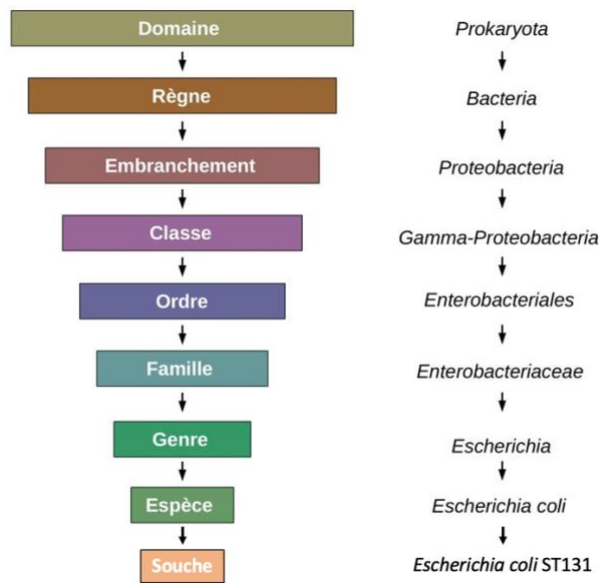 Domaine Prokaryota
Règne Bacteria
Embranchement Proteobacteria
Classe Gamma-Proteobacteria
Ordre Enterobacteriales
Famille Enterobacteriaceae
Genre Escherichia
Espèce Escherichia coli
Souche Escherichia coli ST131